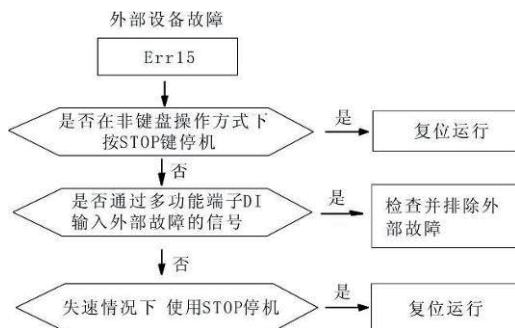 外部设备故障
Err15
是否在非键盘操作方式下
按STOP键停机
是
复位运行
否
是否通过多功能端子DI
输入外部故障的信号
是
检查并排除外
部故障
否
失速情况下 使用STOP停机
是
复位运行